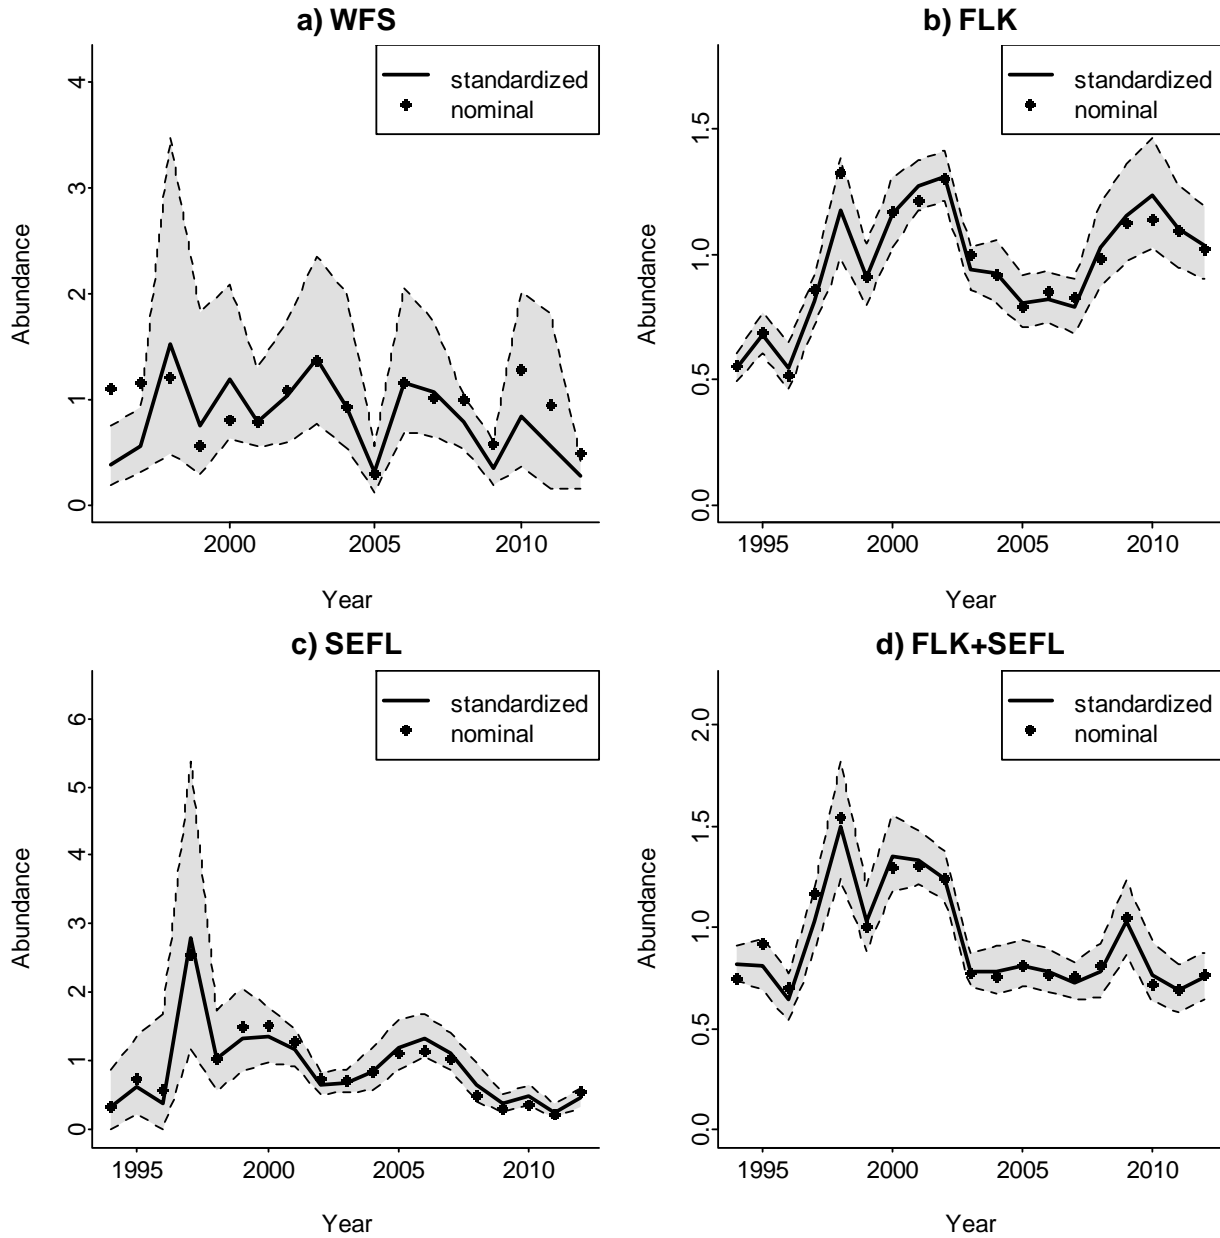 a) WFS
standardized
nominal
Abundance
4
3
2
1
0
2000 2005 2010
Year
b) FLK
standardized
nominal
Abundance
1.5
1.0
0.5
0.0
1995 2000 2005 2010
Year
c) SEFL
standardized
nominal
Abundance
6
5
4
3
2
1
0
1995 2000 2005 2010
Year
d) FLK+SEFL
standardized
nominal
Abundance
2.0
1.5
1.0
0.5
0.0
1995 2000 2005 2010
Year